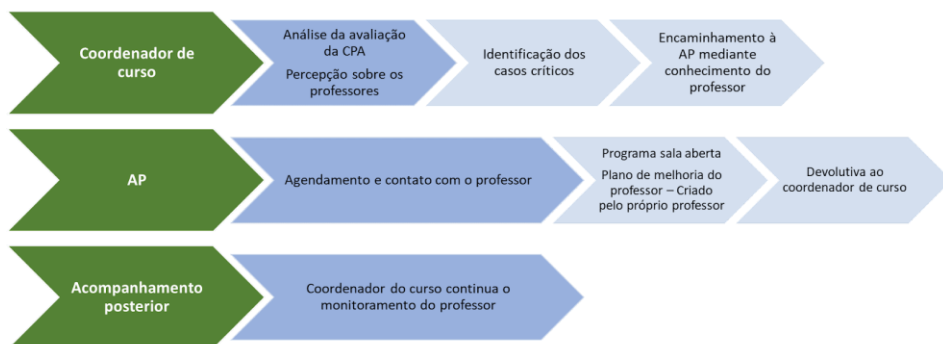 Coordenador de
curso
Análise da avaliação
da CPA
Percepção sobre os
professores
Identificação dos
casos críticos
Encaminhamento à
AP mediante
conhecimento do
professor
AP
Agendamento e contato com o professor
Programa sala aberta
Plano de melhoria do
professor – Criado
pelo próprio professor
Devolutiva ao
coordenador de curso
Acompanhamento
posterior
Coordenador do curso continua o
monitoramento do professor